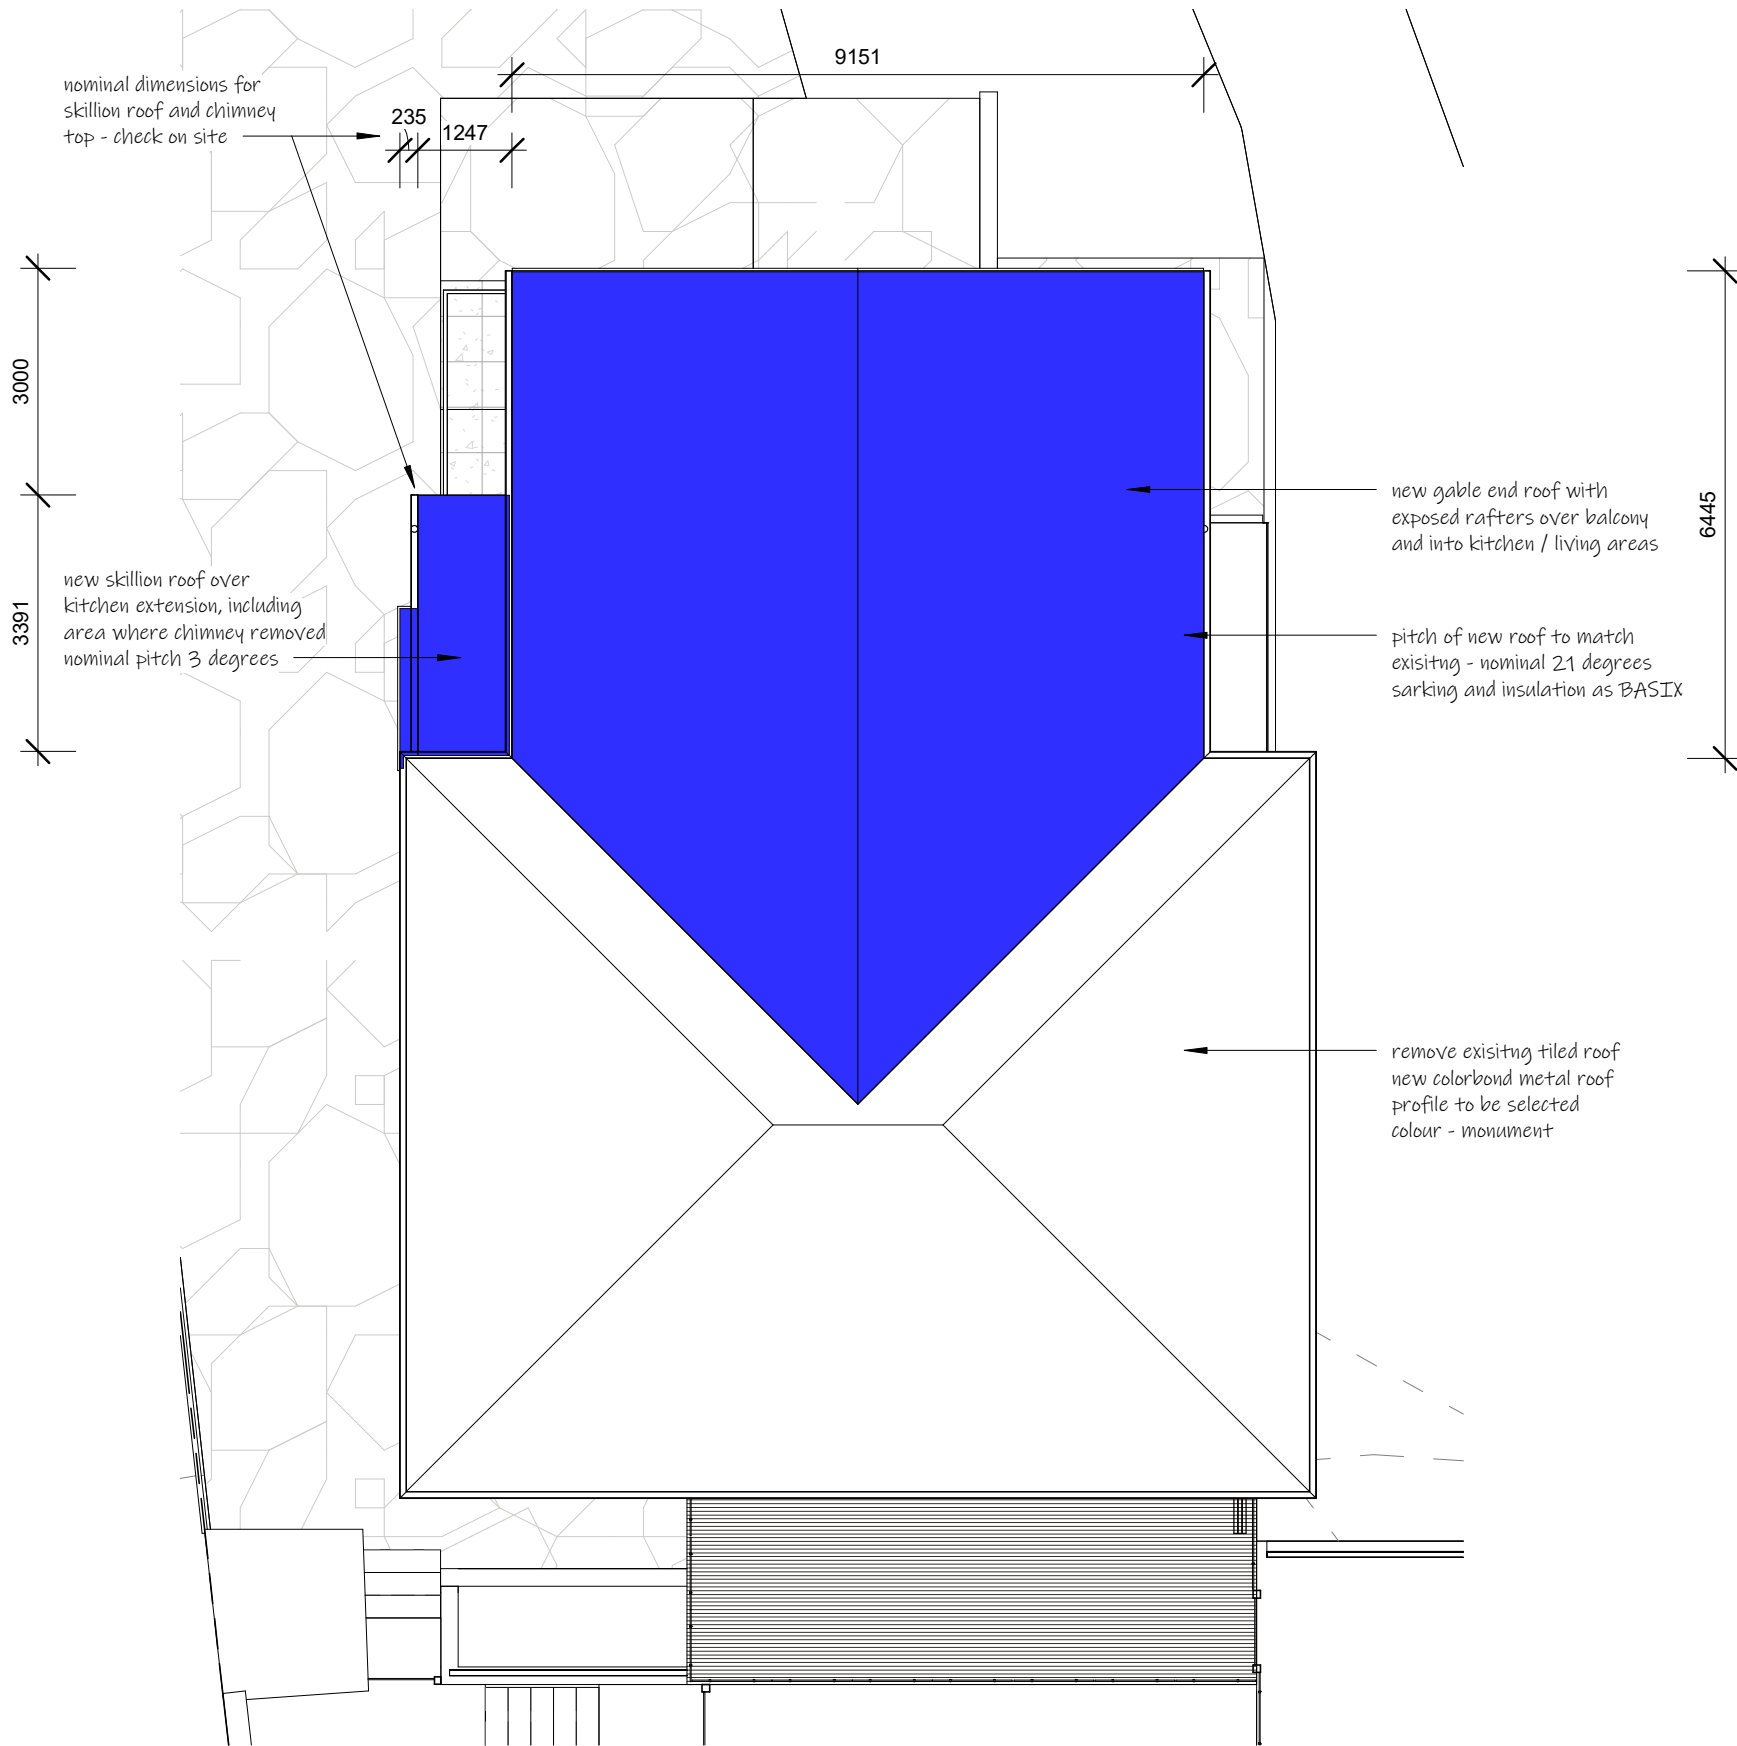 9151
nominal dimensions for
skillion roof and chimney
top - check on site
235
1247
3000
3391
6445
new gable end roof with
exposed rafters over balcony
and into kitchen / living areas
new skillion roof over
kitchen extension, including
area where chimney removed
nominal pitch 3 degrees
pitch of new roof to match
exisitng - nominal 21 degrees
sarking and insulation as BASIX
remove exisitng tiled roof
new colorbond metal roof
profile to be selected
colour - monument